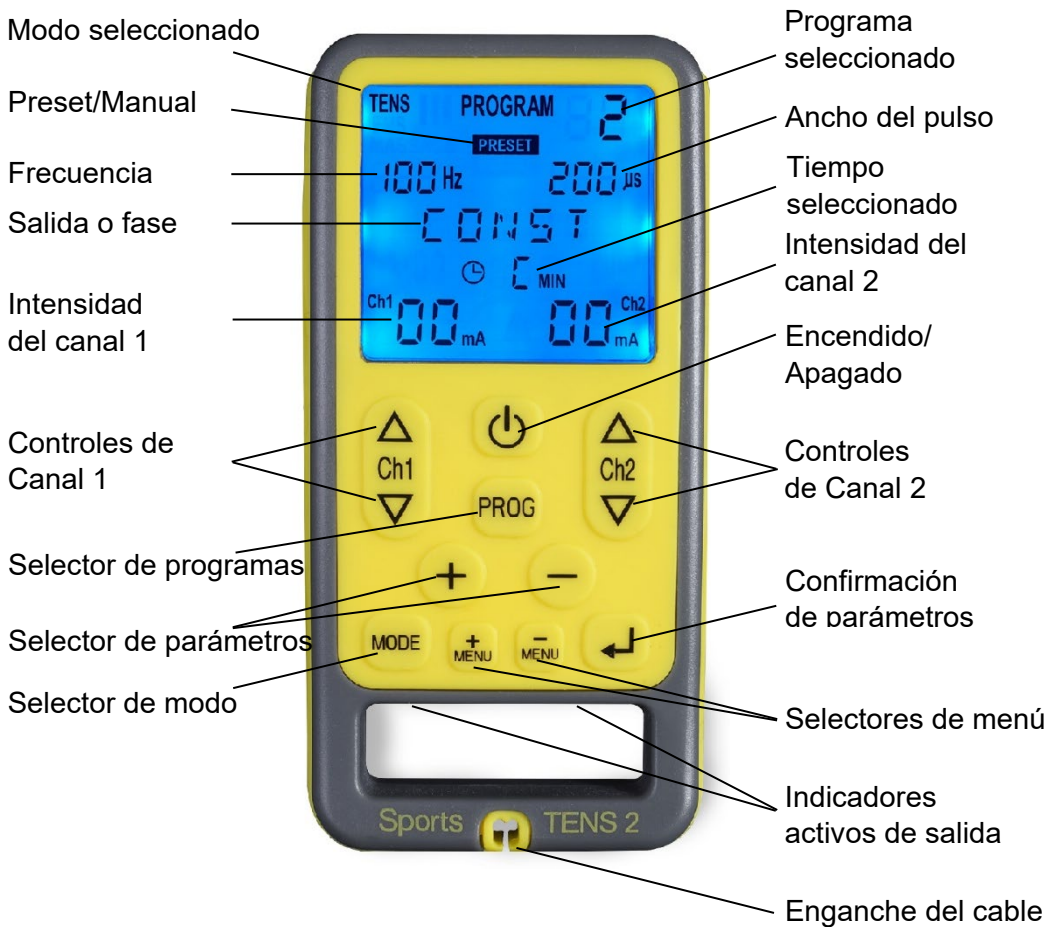 Modo seleccionado
Preset/Manual
Frecuencia
Salida o fase
Intensidad
del canal 1
Controles de
Canal 1
Selector de programas
Selector de parámetros
Selector de modo
TENS PROGRAM 2
PRESET
100 Hz 200 µs
CONST
C MIN
Ch1 00 mA 00 Ch2 mA
Ch1
Ch2
PROG
+ −
MODE
+ MENU
− MENU
Sports TENS 2
Programa
seleccionado
Ancho del pulso
Tiempo
seleccionado
Intensidad del
canal 2
Encendido/
Apagado
Controles
de Canal 2
Confirmación
de parámetros
Selectores de menú
Indicadores
activos de salida
Enganche del cable